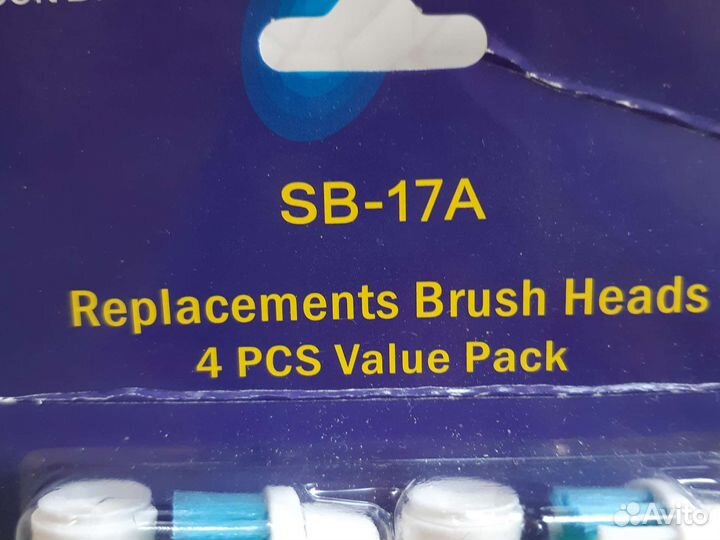 SB-17A
Replacements Brush Heads
4 PCS Value Pack
Avito